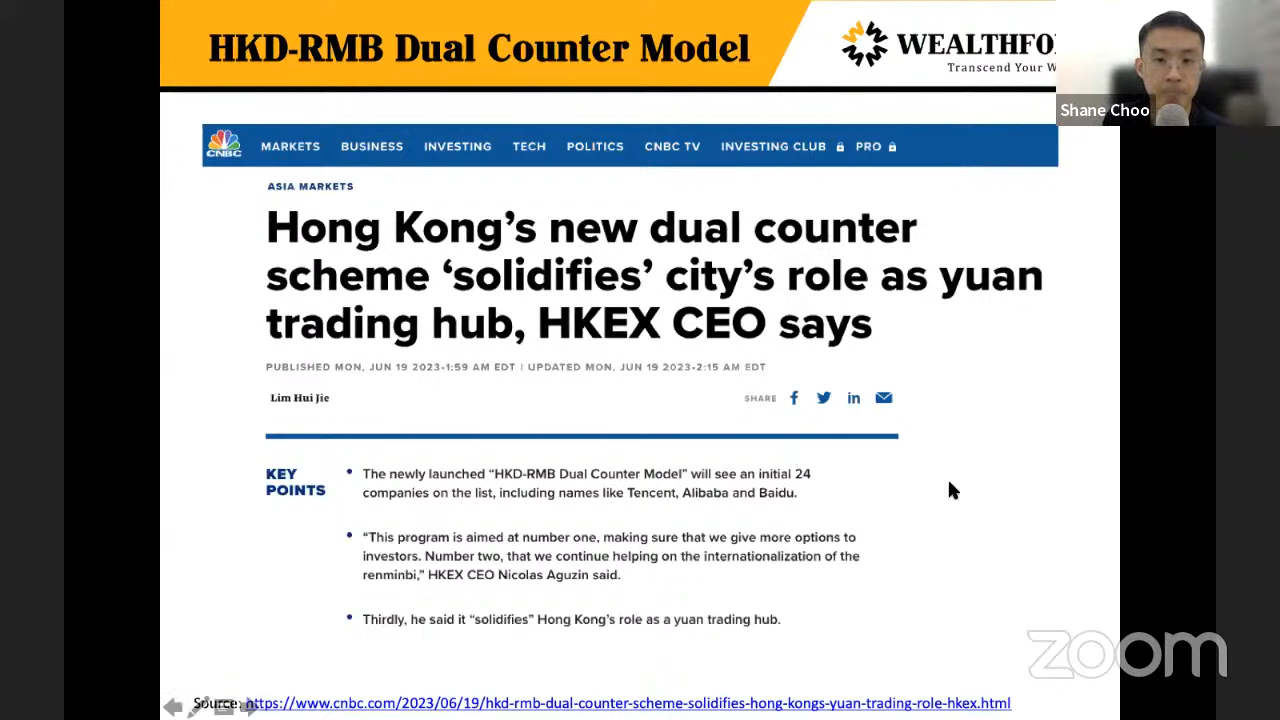 HKD-RMB Dual Counter Model
WEALTHFO
Transcend Your W
Shane Choo
CNBC
MARKETS BUSINESS INVESTING TECH POLITICS CNBC TV INVESTING CLUB PRO
ASIA MARKETS
Hong Kong’s new dual counter
scheme ‘solidifies’ city’s role as yuan
trading hub, HKEX CEO says
PUBLISHED MON, JUN 19 2023•1:59 AM EDT | UPDATED MON, JUN 19 2023•2:15 AM EDT
Lim Hui Jie
SHARE
KEY
POINTS
• The newly launched “HKD-RMB Dual Counter Model” will see an initial 24
companies on the list, including names like Tencent, Alibaba and Baidu.
• “This program is aimed at number one, making sure that we give more options to
investors. Number two, that we continue helping on the internationalization of the
renminbi,” HKEX CEO Nicolas Aguzin said.
• Thirdly, he said it “solidifies” Hong Kong’s role as a yuan trading hub.
zoom
Source: https://www.cnbc.com/2023/06/19/hkd-rmb-dual-counter-scheme-solidifies-hong-kongs-yuan-trading-role-hkex.html